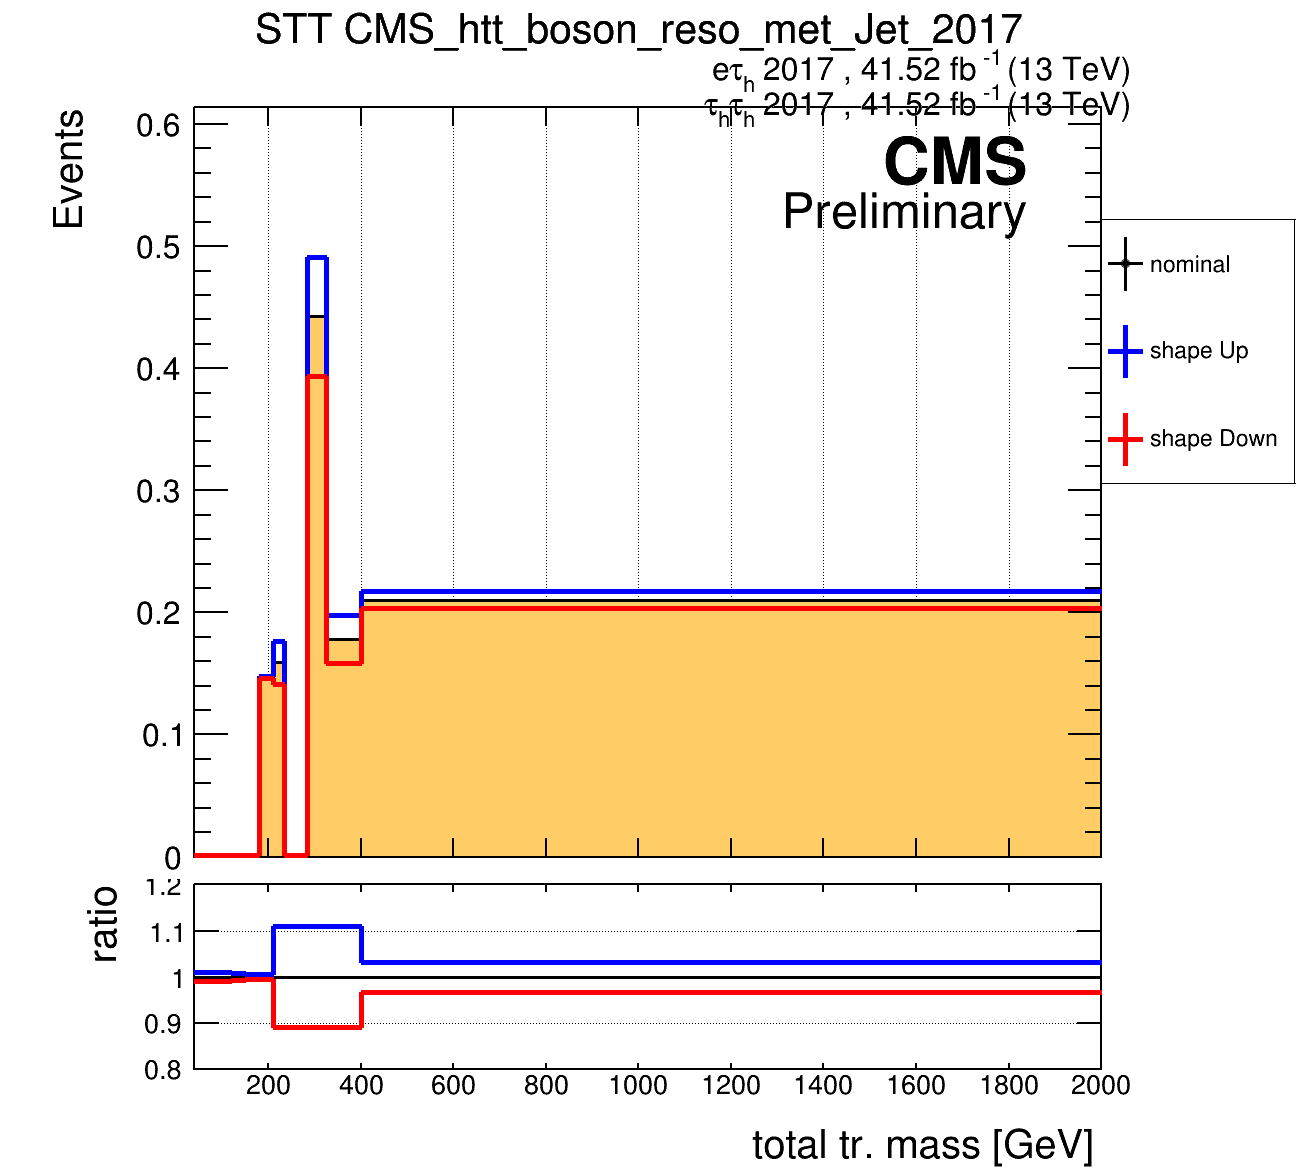 STT CMS_htt_boson_reso_met_Jet_2017
eτh 2017 , 41.52 fb -1 (13 TeV)
τhτh 2017 , 41.52 fb -1 (13 TeV)
CMS
Preliminary
Events
0.6
0.5
0.4
0.3
0.2
0.1
0
nominal
shape Up
shape Down
ratio
1.2
1.1
1
0.9
0.8
200 400 600 800 1000 1200 1400 1600 1800 2000
total tr. mass [GeV]